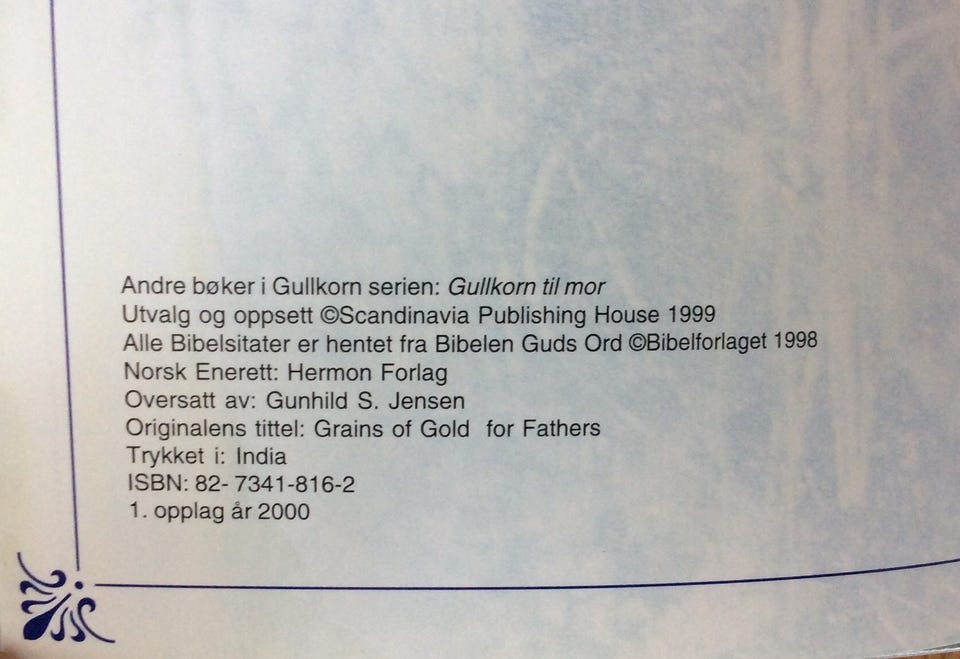 Andre bøker i Gullkorn serien: Gullkorn til mor
Utvalg og oppsett ©Scandinavia Publishing House 1999
Alle Bibelsitater er hentet fra Bibelen Guds Ord ©Bibelforlaget 1998
Norsk Enerett: Hermon Forlag
Oversatt av: Gunhild S. Jensen
Originalens tittel: Grains of Gold for Fathers
Trykket i: India
ISBN: 82- 7341-816-2
1. opplag år 2000